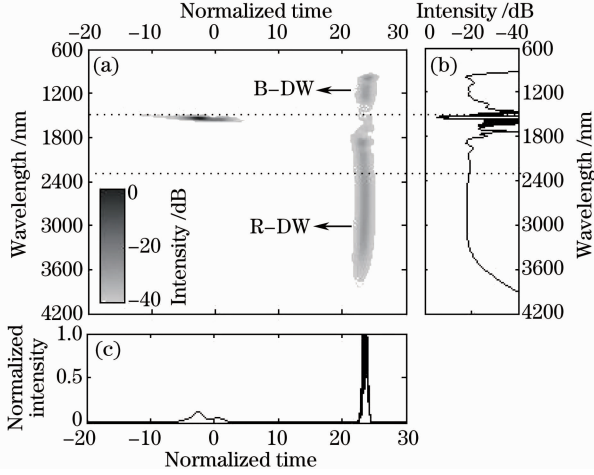 Normalized time
Intensity /dB
-20 -10 0 10 20 30
0 -20 -40
600 1200 1800 2400 3000 3600 4200
Wavelength /nm
(a)
B-DW
R-DW
0 -20 -40
Intensity /dB
(b)
600 1200 1800 2400 3000 3600 4200
Wavelength /nm
Normalized intensity
1.0 0.5 0
(c)
-20 -10 0 10 20 30
Normalized time